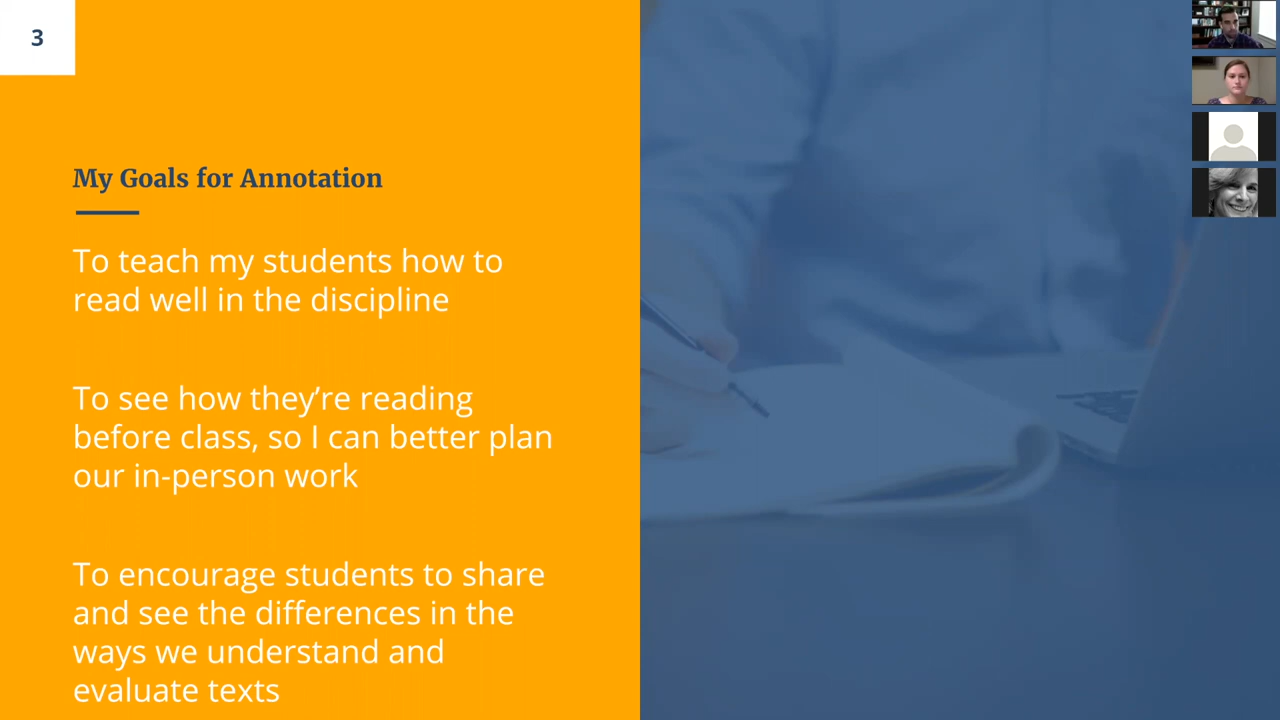 3
My Goals for Annotation
To teach my students how to
read well in the discipline
To see how they’re reading
before class, so I can better plan
our in-person work
To encourage students to share
and see the differences in the
ways we understand and
evaluate texts